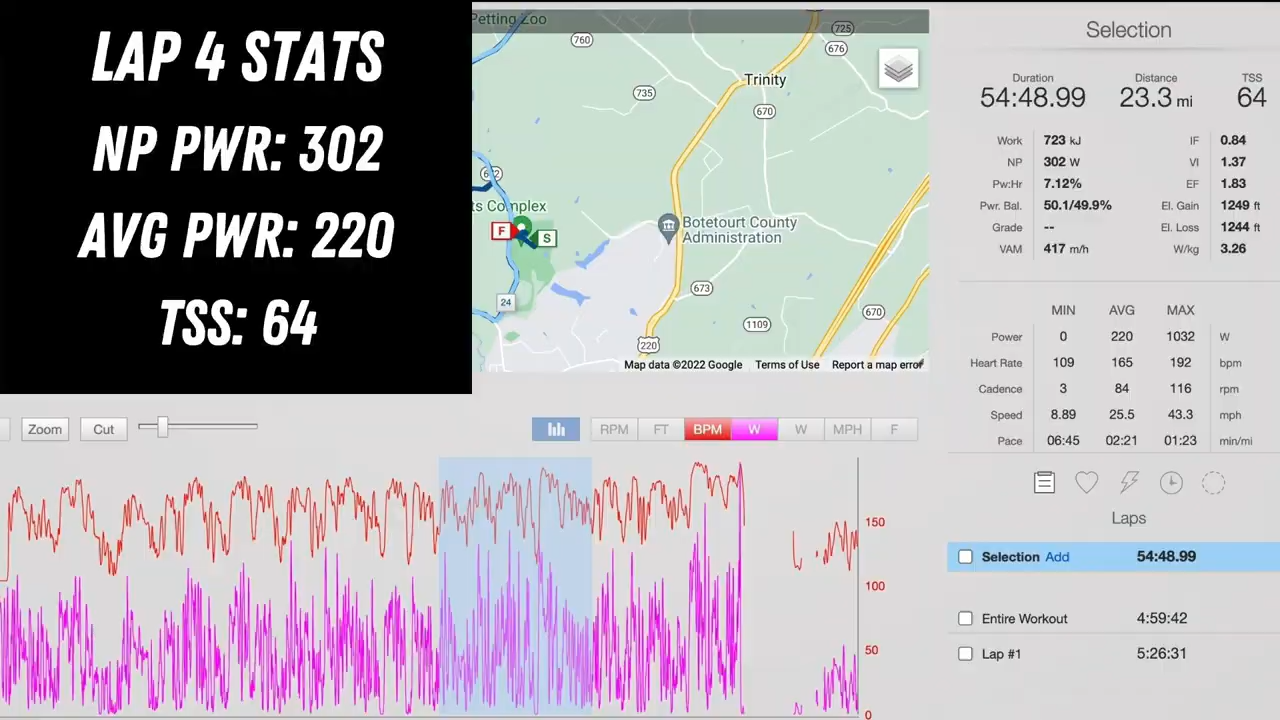 LAP 4 STATS
NP PWR: 302
AVG PWR: 220
TSS: 64
Petting Zoo
760
725
676
Trinity
735
670
ts Complex
F
S
Botetourt County
Administration
24
673
670
1109
220
Map data ©2022 Google Terms of Use Report a map error
Selection
Duration Distance TSS
54:48.99 23.3 mi 64
Work 723 kJ IF 0.84
NP 302 W VI 1.37
Pw:Hr 7.12% EF 1.83
Pwr. Bal. 50.1/49.9% El. Gain 1249 ft
Grade -- El. Loss 1244 ft
VAM 417 m/h W/kg 3.26
MIN AVG MAX
Power 0 220 1032 W
Heart Rate 109 165 192 bpm
Cadence 3 84 116 rpm
Speed 8.89 25.5 43.3 mph
Pace 06:45 02:21 01:23 min/mi
Laps
Selection Add 54:48.99
Entire Workout 4:59:42
Lap #1 5:26:31
Zoom Cut RPM FT BPM W W MPH F
150
100
50
0